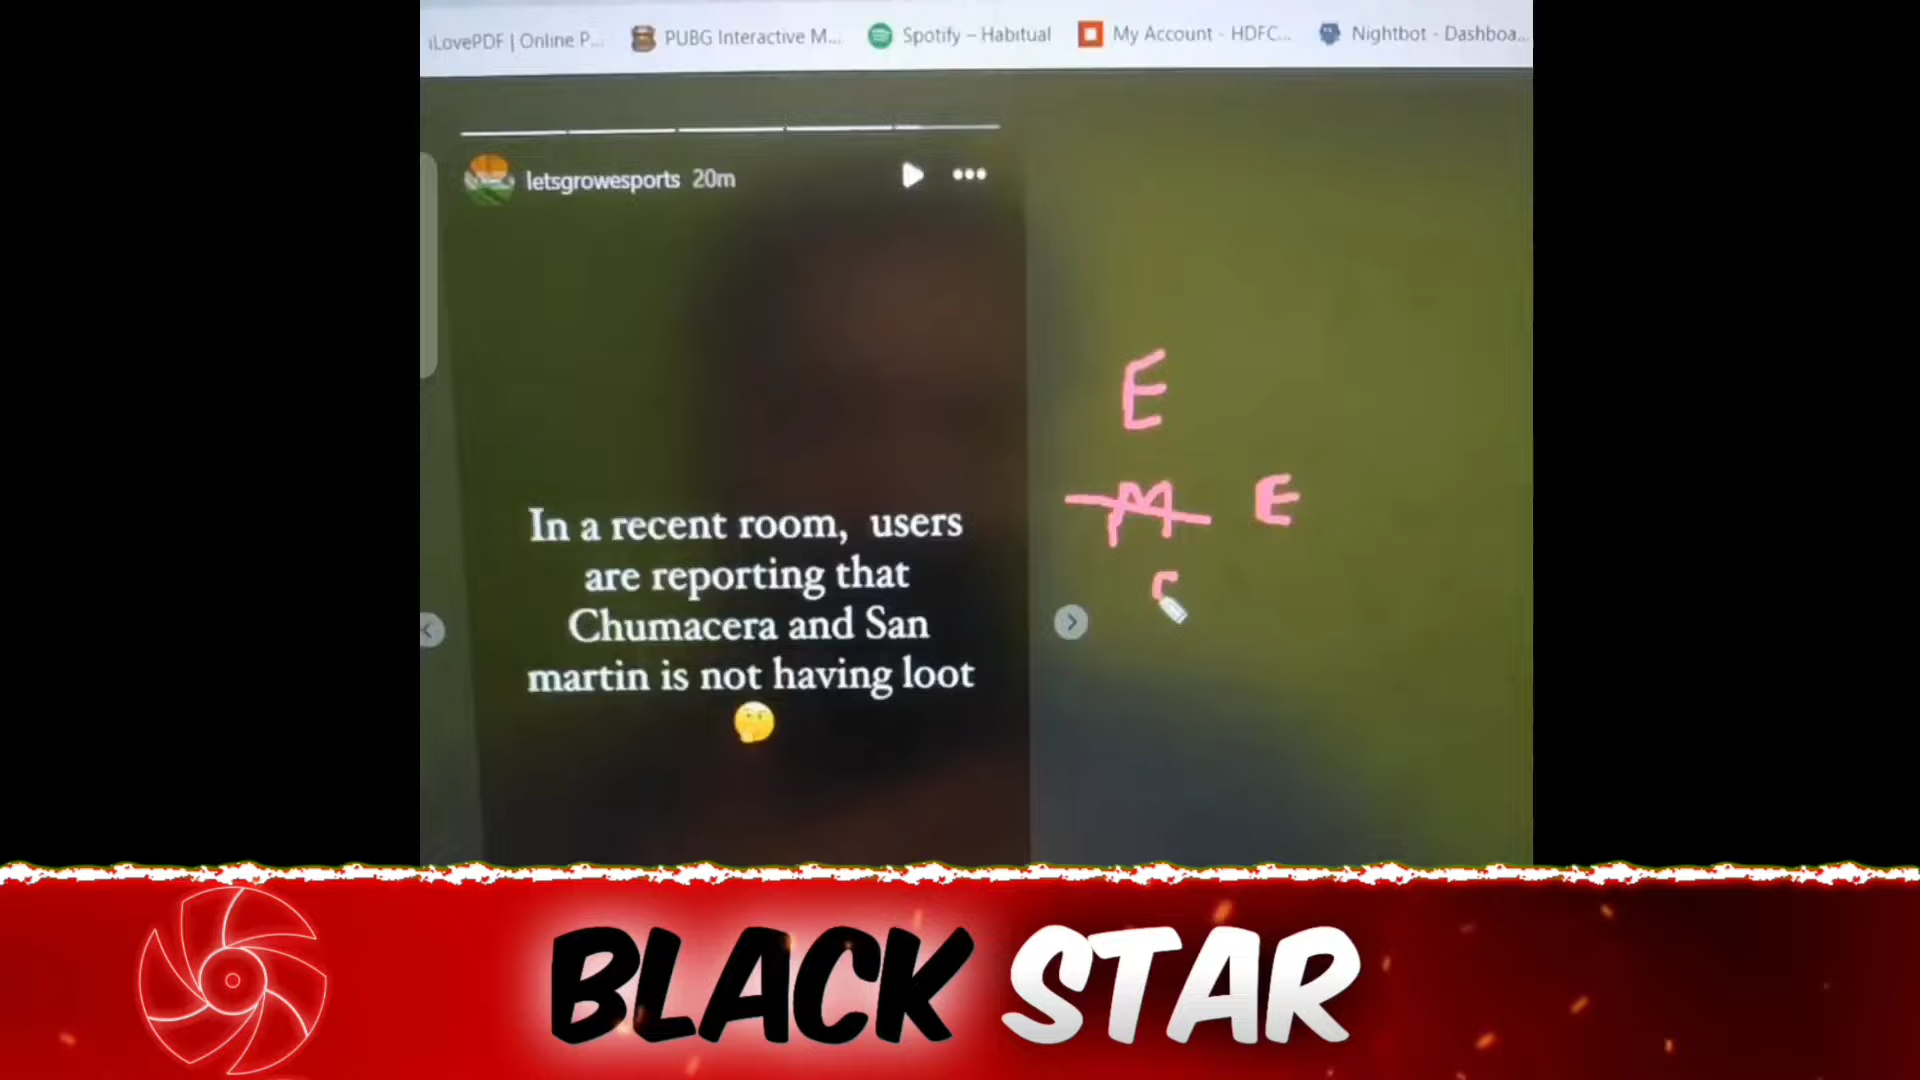 iLovePDF | Online P... PUBG Interactive M... Spotify – Habitual My Account - HDFC... Nightbot - Dashboa...
letsgrowesports 20m
In a recent room, users
are reporting that
Chumacera and San
martin is not having loot
E
M E
BLACK STAR